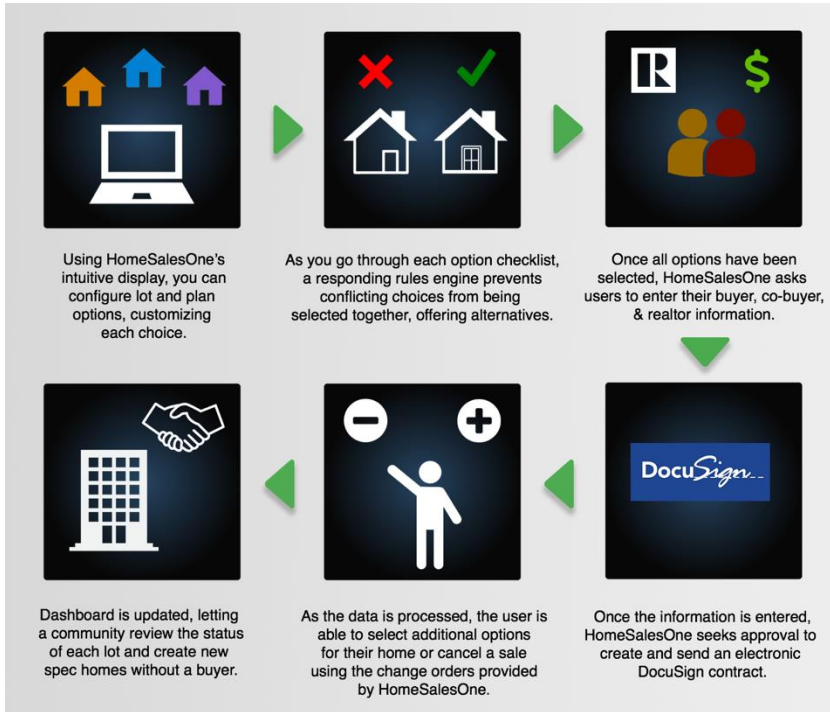 Using HomeSalesOne's
intuitive display, you can
configure lot and plan
options, customizing
each choice.
As you go through each option checklist,
a responding rules engine prevents
conflicting choices from being
selected together, offering alternatives.
R
$
Once all options have been
selected, HomeSalesOne asks
users to enter their buyer, co-buyer,
& realtor information.
DocuSign
Once the information is entered,
HomeSalesOne seeks approval to
create and send an electronic
DocuSign contract.
As the data is processed, the user is
able to select additional options
for their home or cancel a sale
using the change orders provided
by HomeSalesOne.
Dashboard is updated, letting
a community review the status
of each lot and create new
spec homes without a buyer.